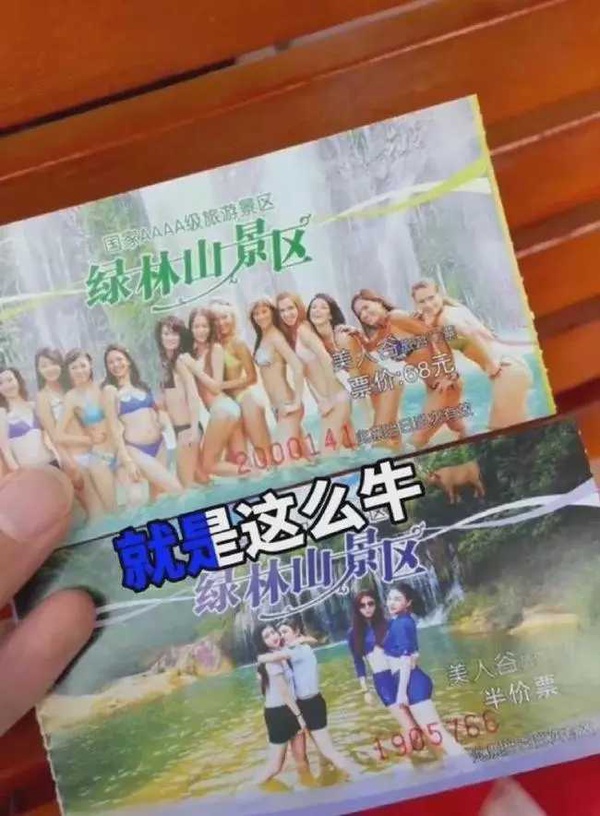 国家AAAA级旅游景区
绿林山景区
美人谷
票价:68元
2000141
就是这么牛
区
绿林山景区
美人谷
半价票
1905766